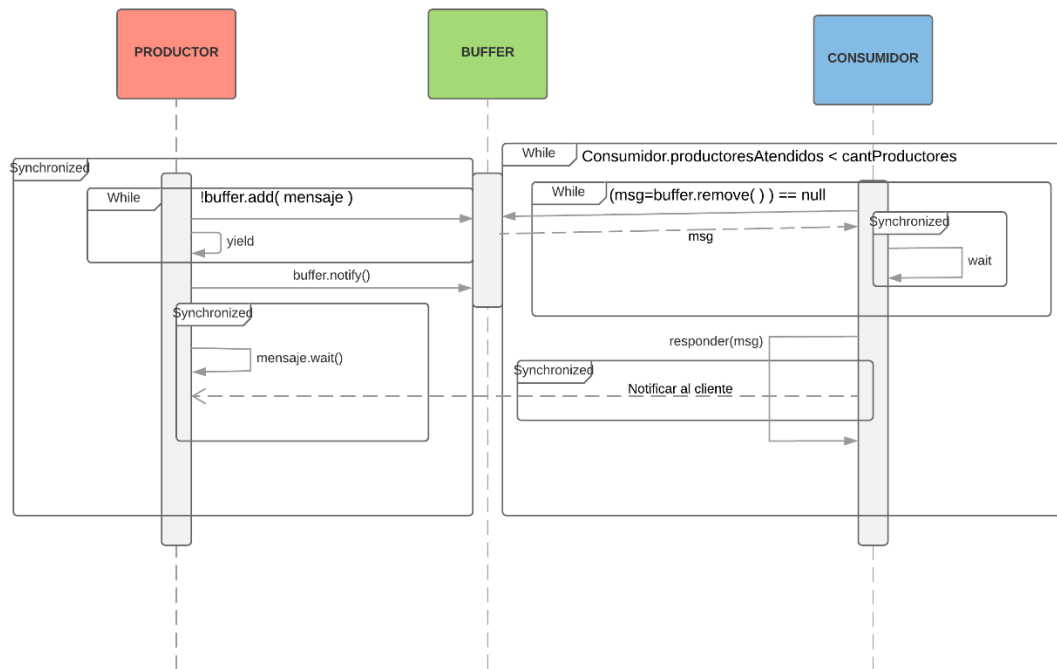 PRODUCTOR
BUFFER
CONSUMIDOR
Synchronized
While
Consumidor.productoresAtendidos < cantProductores
While
!buffer.add( mensaje )
While
(msg=buffer.remove( ) ) == null
yield
msg
Synchronized
wait
buffer.notify()
Synchronized
mensaje.wait()
responder(msg)
Synchronized
Notificar al cliente